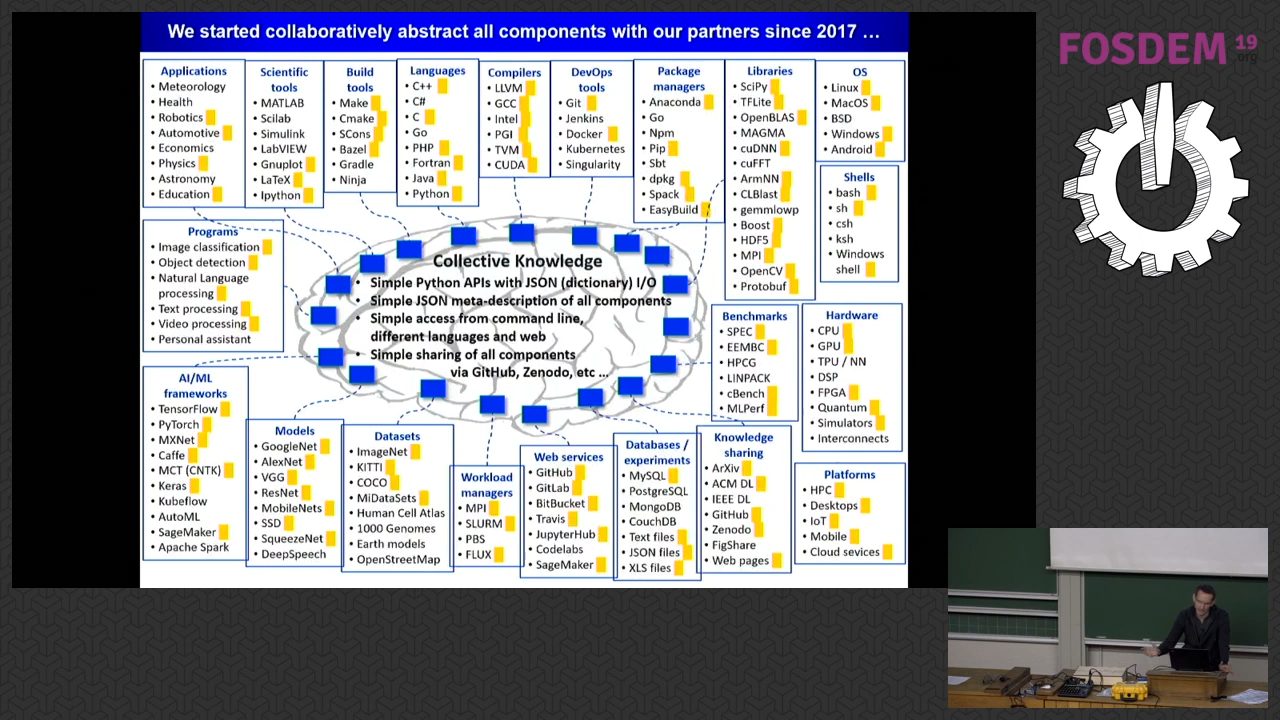 We started collaboratively abstract all components with our partners since 2017 …
FOSDEM 19
.org
Applications
• Meteorology
• Health
• Robotics
• Automotive
• Economics
• Physics
• Astronomy
• Education
Scientific
tools
• MATLAB
• Scilab
• Simulink
• LabVIEW
• Gnuplot
• LaTeX
• Ipython
Build
tools
• Make
• Cmake
• SCons
• Bazel
• Gradle
• Ninja
Languages
• C++
• C#
• C
• Go
• PHP
• Fortran
• Java
• Python
Compilers
• LLVM
• GCC
• Intel
• PGI
• TVM
• CUDA
DevOps
tools
• Git
• Jenkins
• Docker
• Kubernetes
• Singularity
Package
managers
• Anaconda
• Go
• Npm
• Pip
• Sbt
• dpkg
• Spack
• EasyBuild
Libraries
• SciPy
• TFLite
• OpenBLAS
• MAGMA
• cuDNN
• cuFFT
• ArmNN
• CLBlast
• gemmlowp
• Boost
• HDF5
• MPI
• OpenCV
• Protobuf
OS
• Linux
• MacOS
• BSD
• Windows
• Android
Shells
• bash
• sh
• csh
• ksh
• Windows
shell
Programs
• Image classification
• Object detection
• Natural Language
processing
• Text processing
• Video processing
• Personal assistant
Collective Knowledge
• Simple Python APIs with JSON (dictionary) I/O
• Simple JSON meta-description of all components
• Simple access from command line,
different languages and web
• Simple sharing of all components
via GitHub, Zenodo, etc ...
Benchmarks
• SPEC
• EEMBC
• HPCG
• LINPACK
• cBench
• MLPerf
Hardware
• CPU
• GPU
• TPU / NN
• DSP
• FPGA
• Quantum
• Simulators
• Interconnects
AI/ML
frameworks
• TensorFlow
• PyTorch
• MXNet
• Caffe
• MCT (CNTK)
• Keras
• Kubeflow
• AutoML
• SageMaker
• Apache Spark
Models
• GoogleNet
• AlexNet
• VGG
• ResNet
• MobileNets
• SSD
• SqueezeNet
• DeepSpeech
Datasets
• ImageNet
• KITTI
• COCO
• MiDataSets
• Human Cell Atlas
• 1000 Genomes
• Earth models
• OpenStreetMap
Workload
managers
• MPI
• SLURM
• PBS
• FLUX
Web services
• GitHub
• GitLab
• BitBucket
• Travis
• JupyterHub
• Codelabs
• SageMaker
Databases /
experiments
• MySQL
• PostgreSQL
• MongoDB
• CouchDB
• Text files
• JSON files
• XLS files
Knowledge
sharing
• ArXiv
• ACM DL
• IEEE DL
• GitHub
• Zenodo
• FigShare
• Web pages
Platforms
• HPC
• Desktops
• IoT
• Mobile
• Cloud sevices